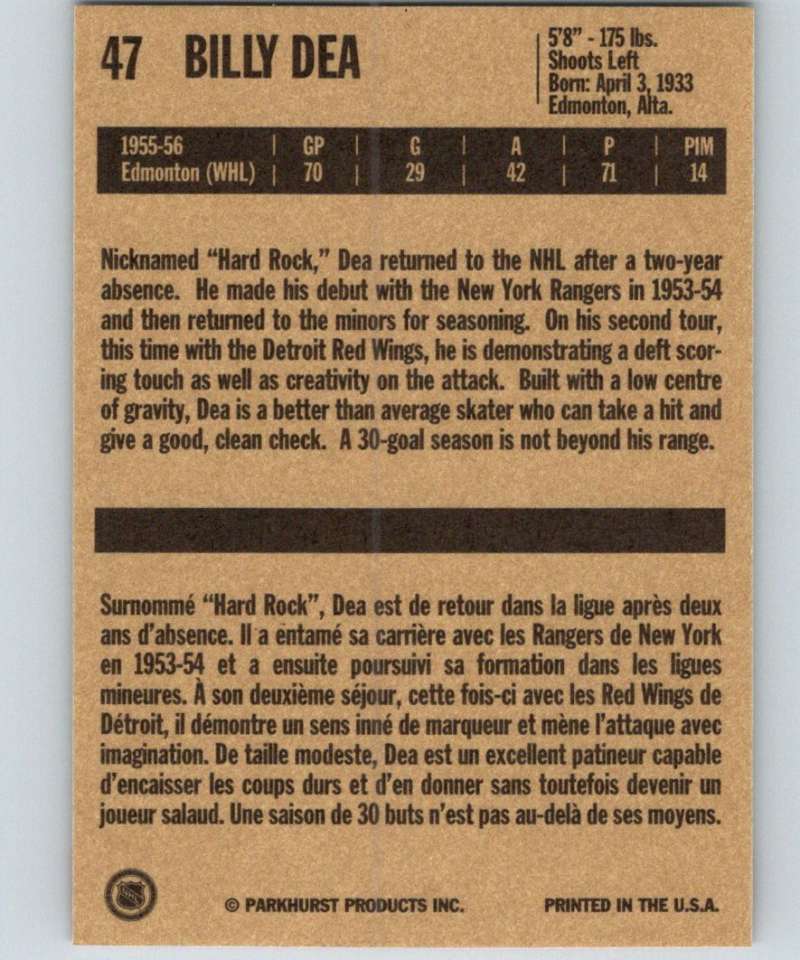 47 BILLY DEA
5'8" - 175 lbs.
Shoots Left
Born: April 3, 1933
Edmonton, Alta.
1955-56 | GP | G | A | P | PIM
Edmonton (WHL) | 70 | 29 | 42 | 71 | 14
Nicknamed "Hard Rock," Dea returned to the NHL after a two-year
absence. He made his debut with the New York Rangers in 1953-54
and then returned to the minors for seasoning. On his second tour,
this time with the Detroit Red Wings, he is demonstrating a deft scor-
ing touch as well as creativity on the attack. Built with a low centre
of gravity, Dea is a better than average skater who can take a hit and
give a good, clean check. A 30-goal season is not beyond his range.
Surnommé "Hard Rock", Dea est de retour dans la ligue après deux
ans d'absence. Il a entamé sa carrière avec les Rangers de New York
en 1953-54 et a ensuite poursuivi sa formation dans les ligues
mineures. À son deuxième séjour, cette fois-ci avec les Red Wings de
Détroit, il démontre un sens inné de marqueur et mène l'attaque avec
imagination. De taille modeste, Dea est un excellent patineur capable
d'encaisser les coups durs et d'en donner sans toutefois devenir un
joueur salaud. Une saison de 30 buts n'est pas au-delà de ses moyens.
© PARKHURST PRODUCTS INC. PRINTED IN THE U.S.A.